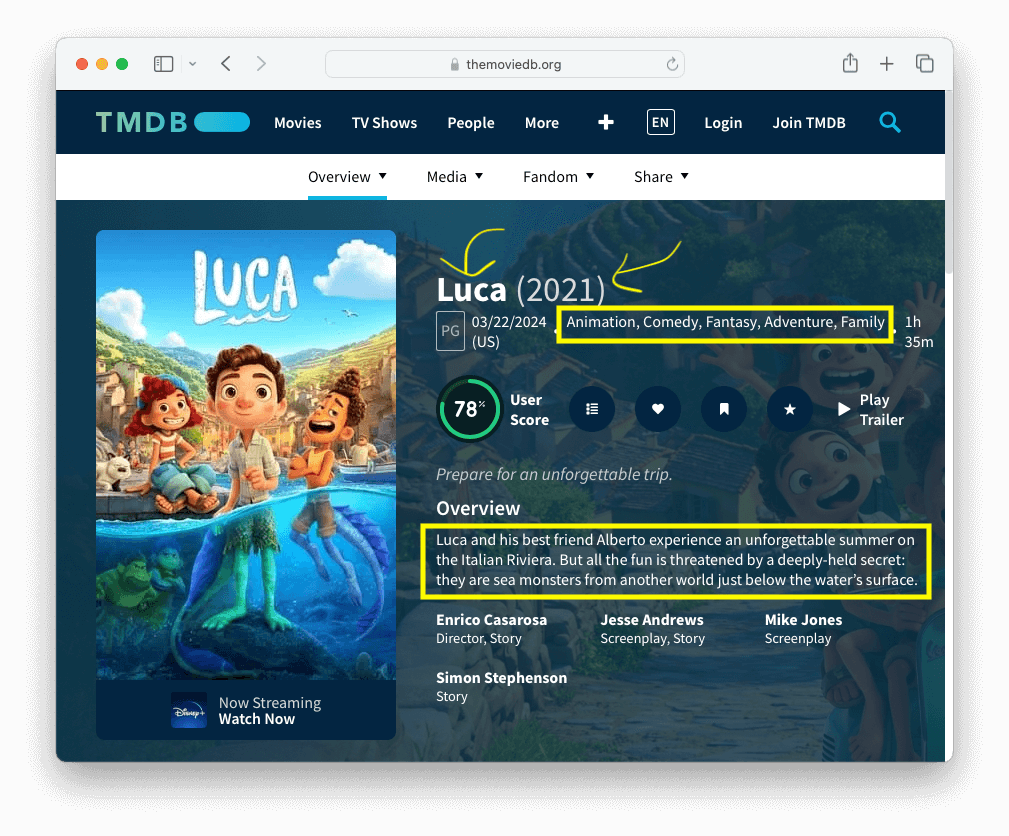 themoviedb.org
TMDB
Movies TV Shows People More EN Login Join TMDB
Overview Media Fandom Share
LUCA
Luca (2021)
PG 03/22/2024 (US) Animation, Comedy, Fantasy, Adventure, Family 1h 35m
78% User Score Play Trailer
Prepare for an unforgettable trip.
Overview
Luca and his best friend Alberto experience an unforgettable summer on
the Italian Riviera. But all the fun is threatened by a deeply-held secret:
they are sea monsters from another world just below the water’s surface.
Enrico Casarosa Jesse Andrews Mike Jones
Director, Story Screenplay, Story Screenplay
Simon Stephenson
Story
Disney+
Now Streaming
Watch Now